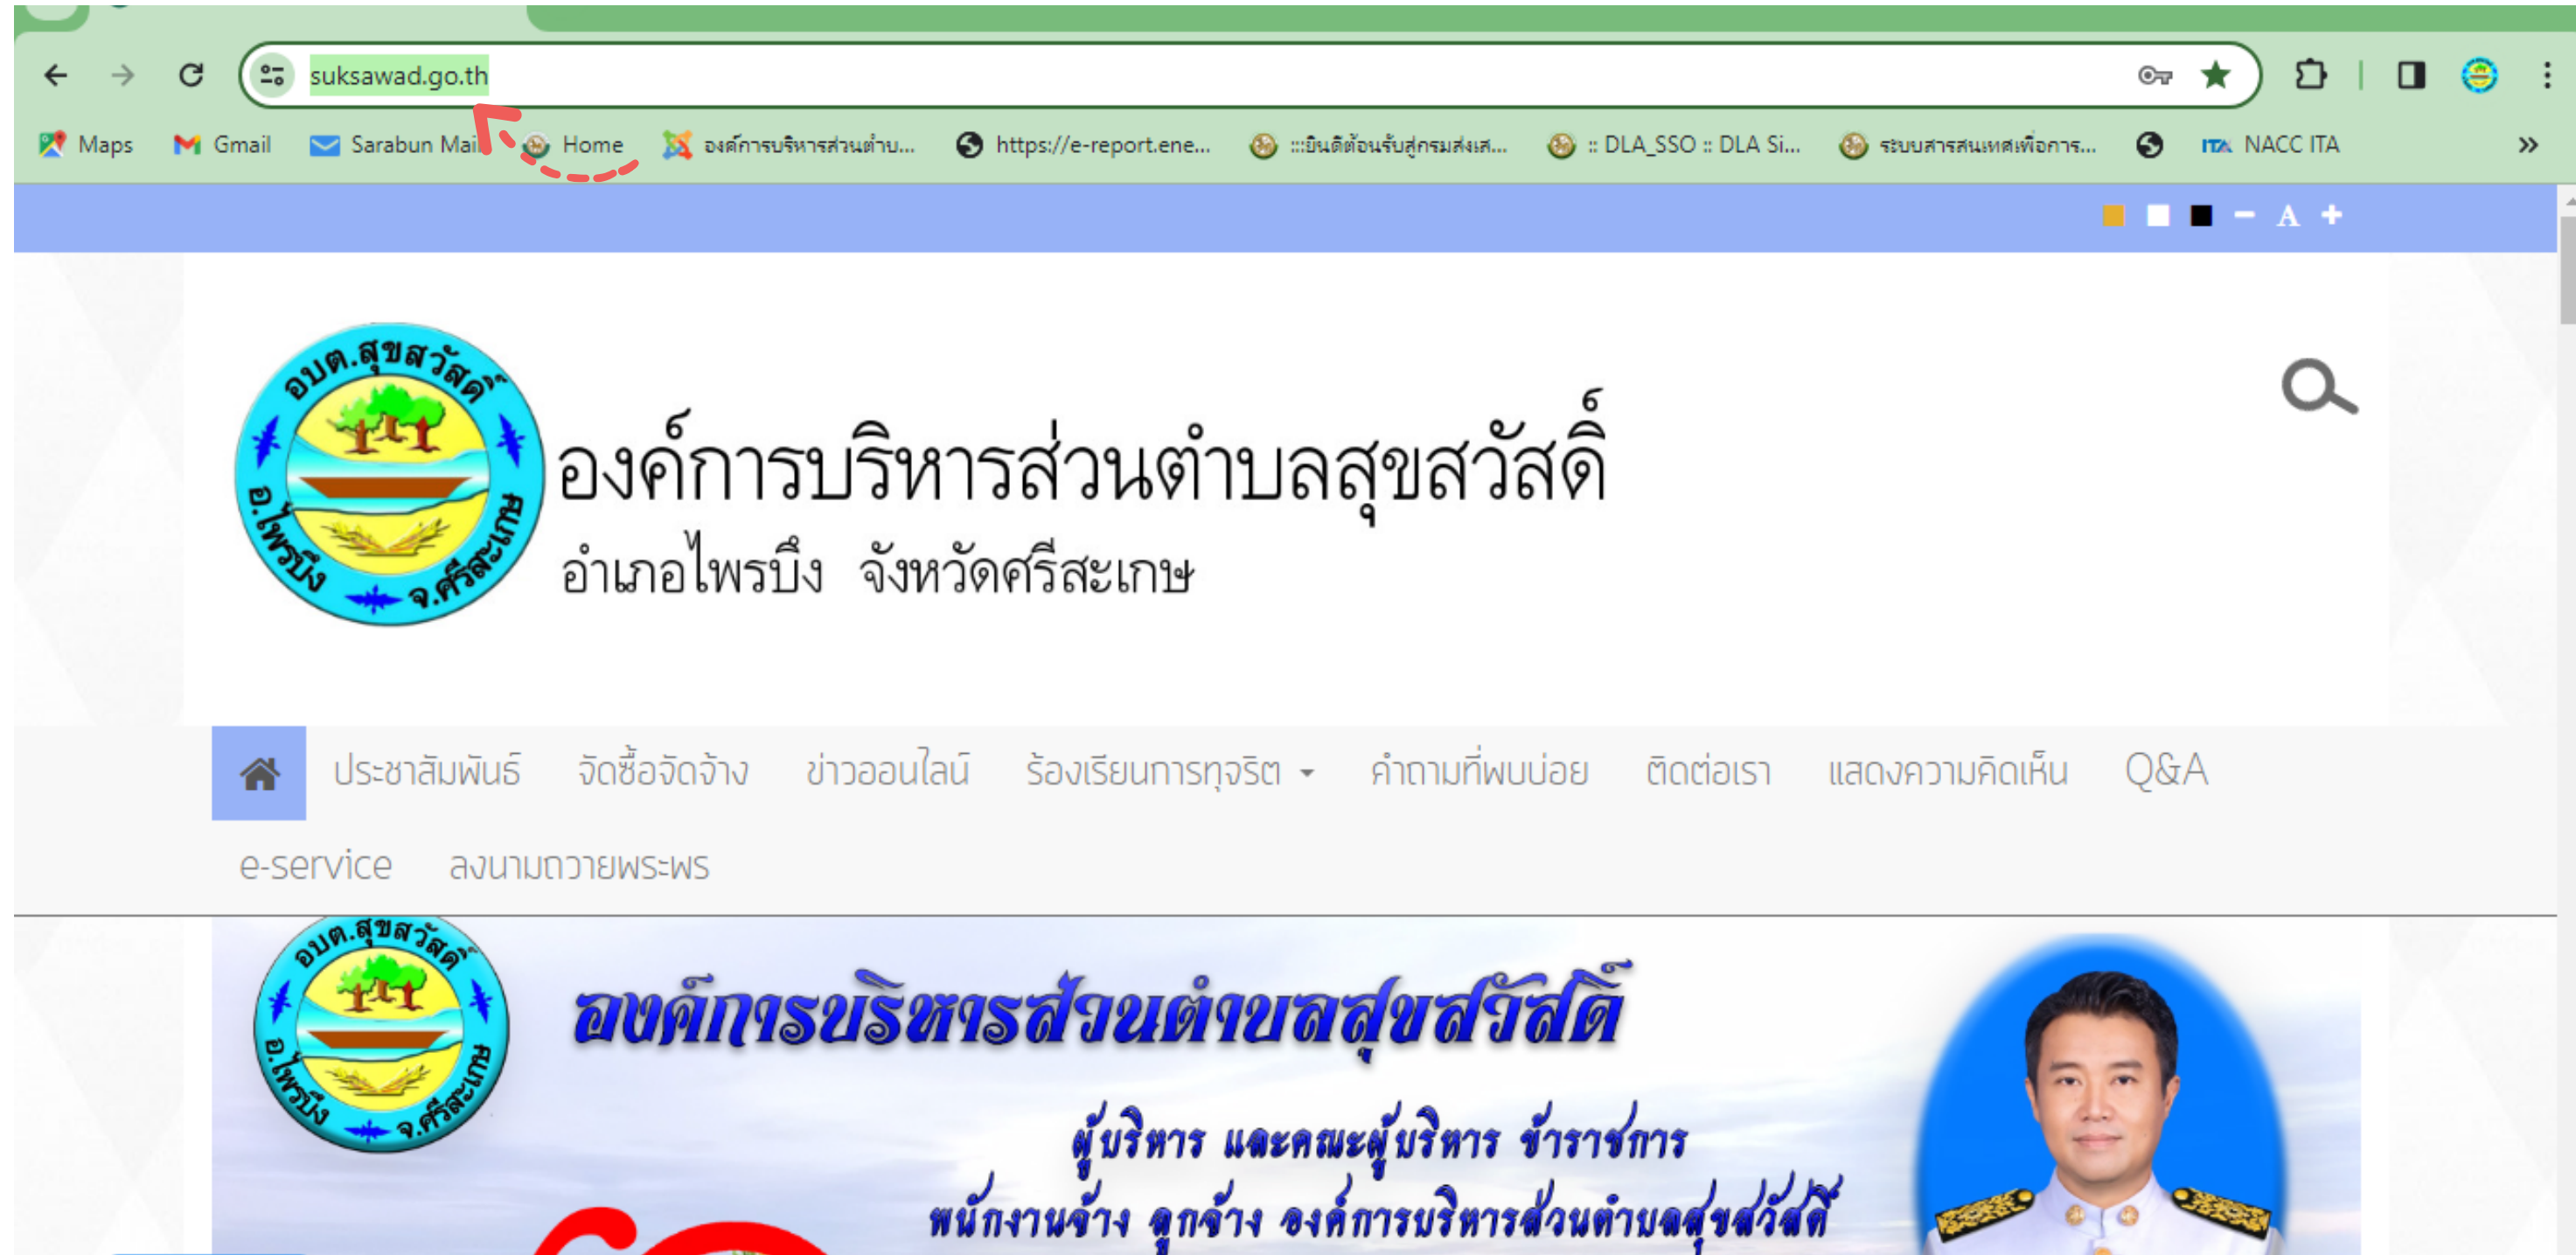 suksawad.go.th
Maps Gmail Sarabun Mail Home องค์การบริหารส่วนตำบ... https://e-report.ene... ::::ยินดีต้อนรับสู่กรมส่งเส... :: DLA_SSO :: DLA Si... ระบบสารสนเทศเพื่อการ... ITA NACC ITA »
− A +
อบต.สุขสวัสดิ์
อ.ไพรบึง จ.ศรีสะเกษ
องค์การบริหารส่วนตำบลสุขสวัสดิ์
อำเภอไพรบึง จังหวัดศรีสะเกษ
ประชาสัมพันธ์ จัดซื้อจัดจ้าง ข่าวออนไลน์ ร้องเรียนการทุจริต คำถามที่พบบ่อย ติดต่อเรา แสดงความคิดเห็น Q&A
e-service ลงนามถวายพระพร
อบต.สุขสวัสดิ์
อ.ไพรบึง จ.ศรีสะเกษ
องค์การบริหารส่วนตำบลสุขสวัสดิ์
ผู้บริหาร และคณะผู้บริหาร ข้าราชการ
พนักงานจ้าง ลูกจ้าง องค์การบริหารส่วนตำบลสุขสวัสดิ์